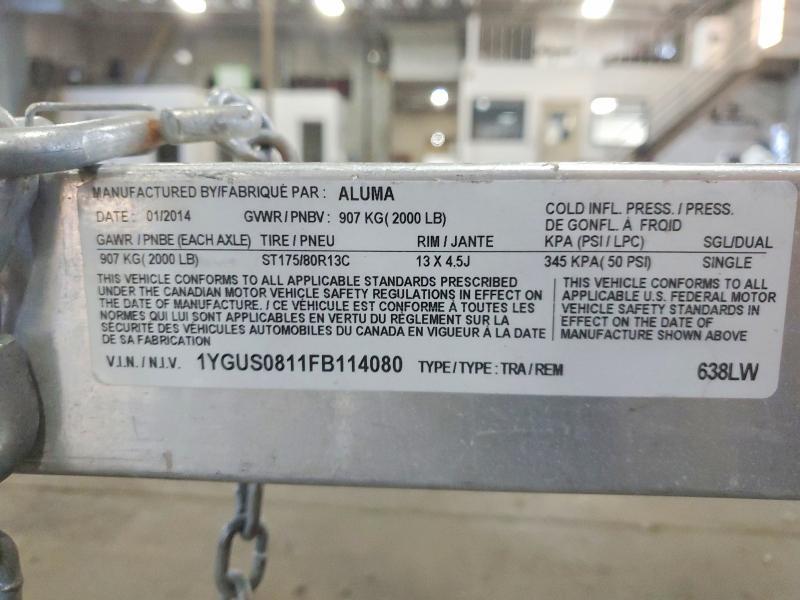 MANUFACTURED BY/FABRIQUÉ PAR : ALUMA
DATE : 01/2014 GVWR / PNBV : 907 KG( 2000 LB)
COLD INFL. PRESS. / PRESS.
DE GONFL. À FROID
GAWR / PNBE (EACH AXLE) TIRE / PNEU RIM / JANTE KPA (PSI / LPC) SGL/DUAL
907 KG( 2000 LB) ST175/80R13C 13 X 4.5J 345 KPA( 50 PSI) SINGLE
THIS VEHICLE CONFORMS TO ALL APPLICABLE STANDARDS PRESCRIBED
UNDER THE CANADIAN MOTOR VEHICLE SAFETY REGULATIONS IN EFFECT ON
THE DATE OF MANUFACTURE. / CE VÉHICULE EST CONFORME À TOUTES LES
NORMES QUI LUI SONT APPLICABLES EN VERTU DU RÈGLEMENT SUR LA
SÉCURITÉ DES VÉHICULES AUTOMOBILES DU CANADA EN VIGUEUR À LA DATE
DE SA FABRICATION
THIS VEHICLE CONFORMS TO ALL
APPLICABLE U.S. FEDERAL MOTOR
VEHICLE SAFETY STANDARDS IN
EFFECT ON THE DATE OF
MANUFACTURE SHOWN ABOVE
V.I.N. / N.I.V. 1YGUS0811FB114080 TYPE / TYPE : TRA / REM 638LW